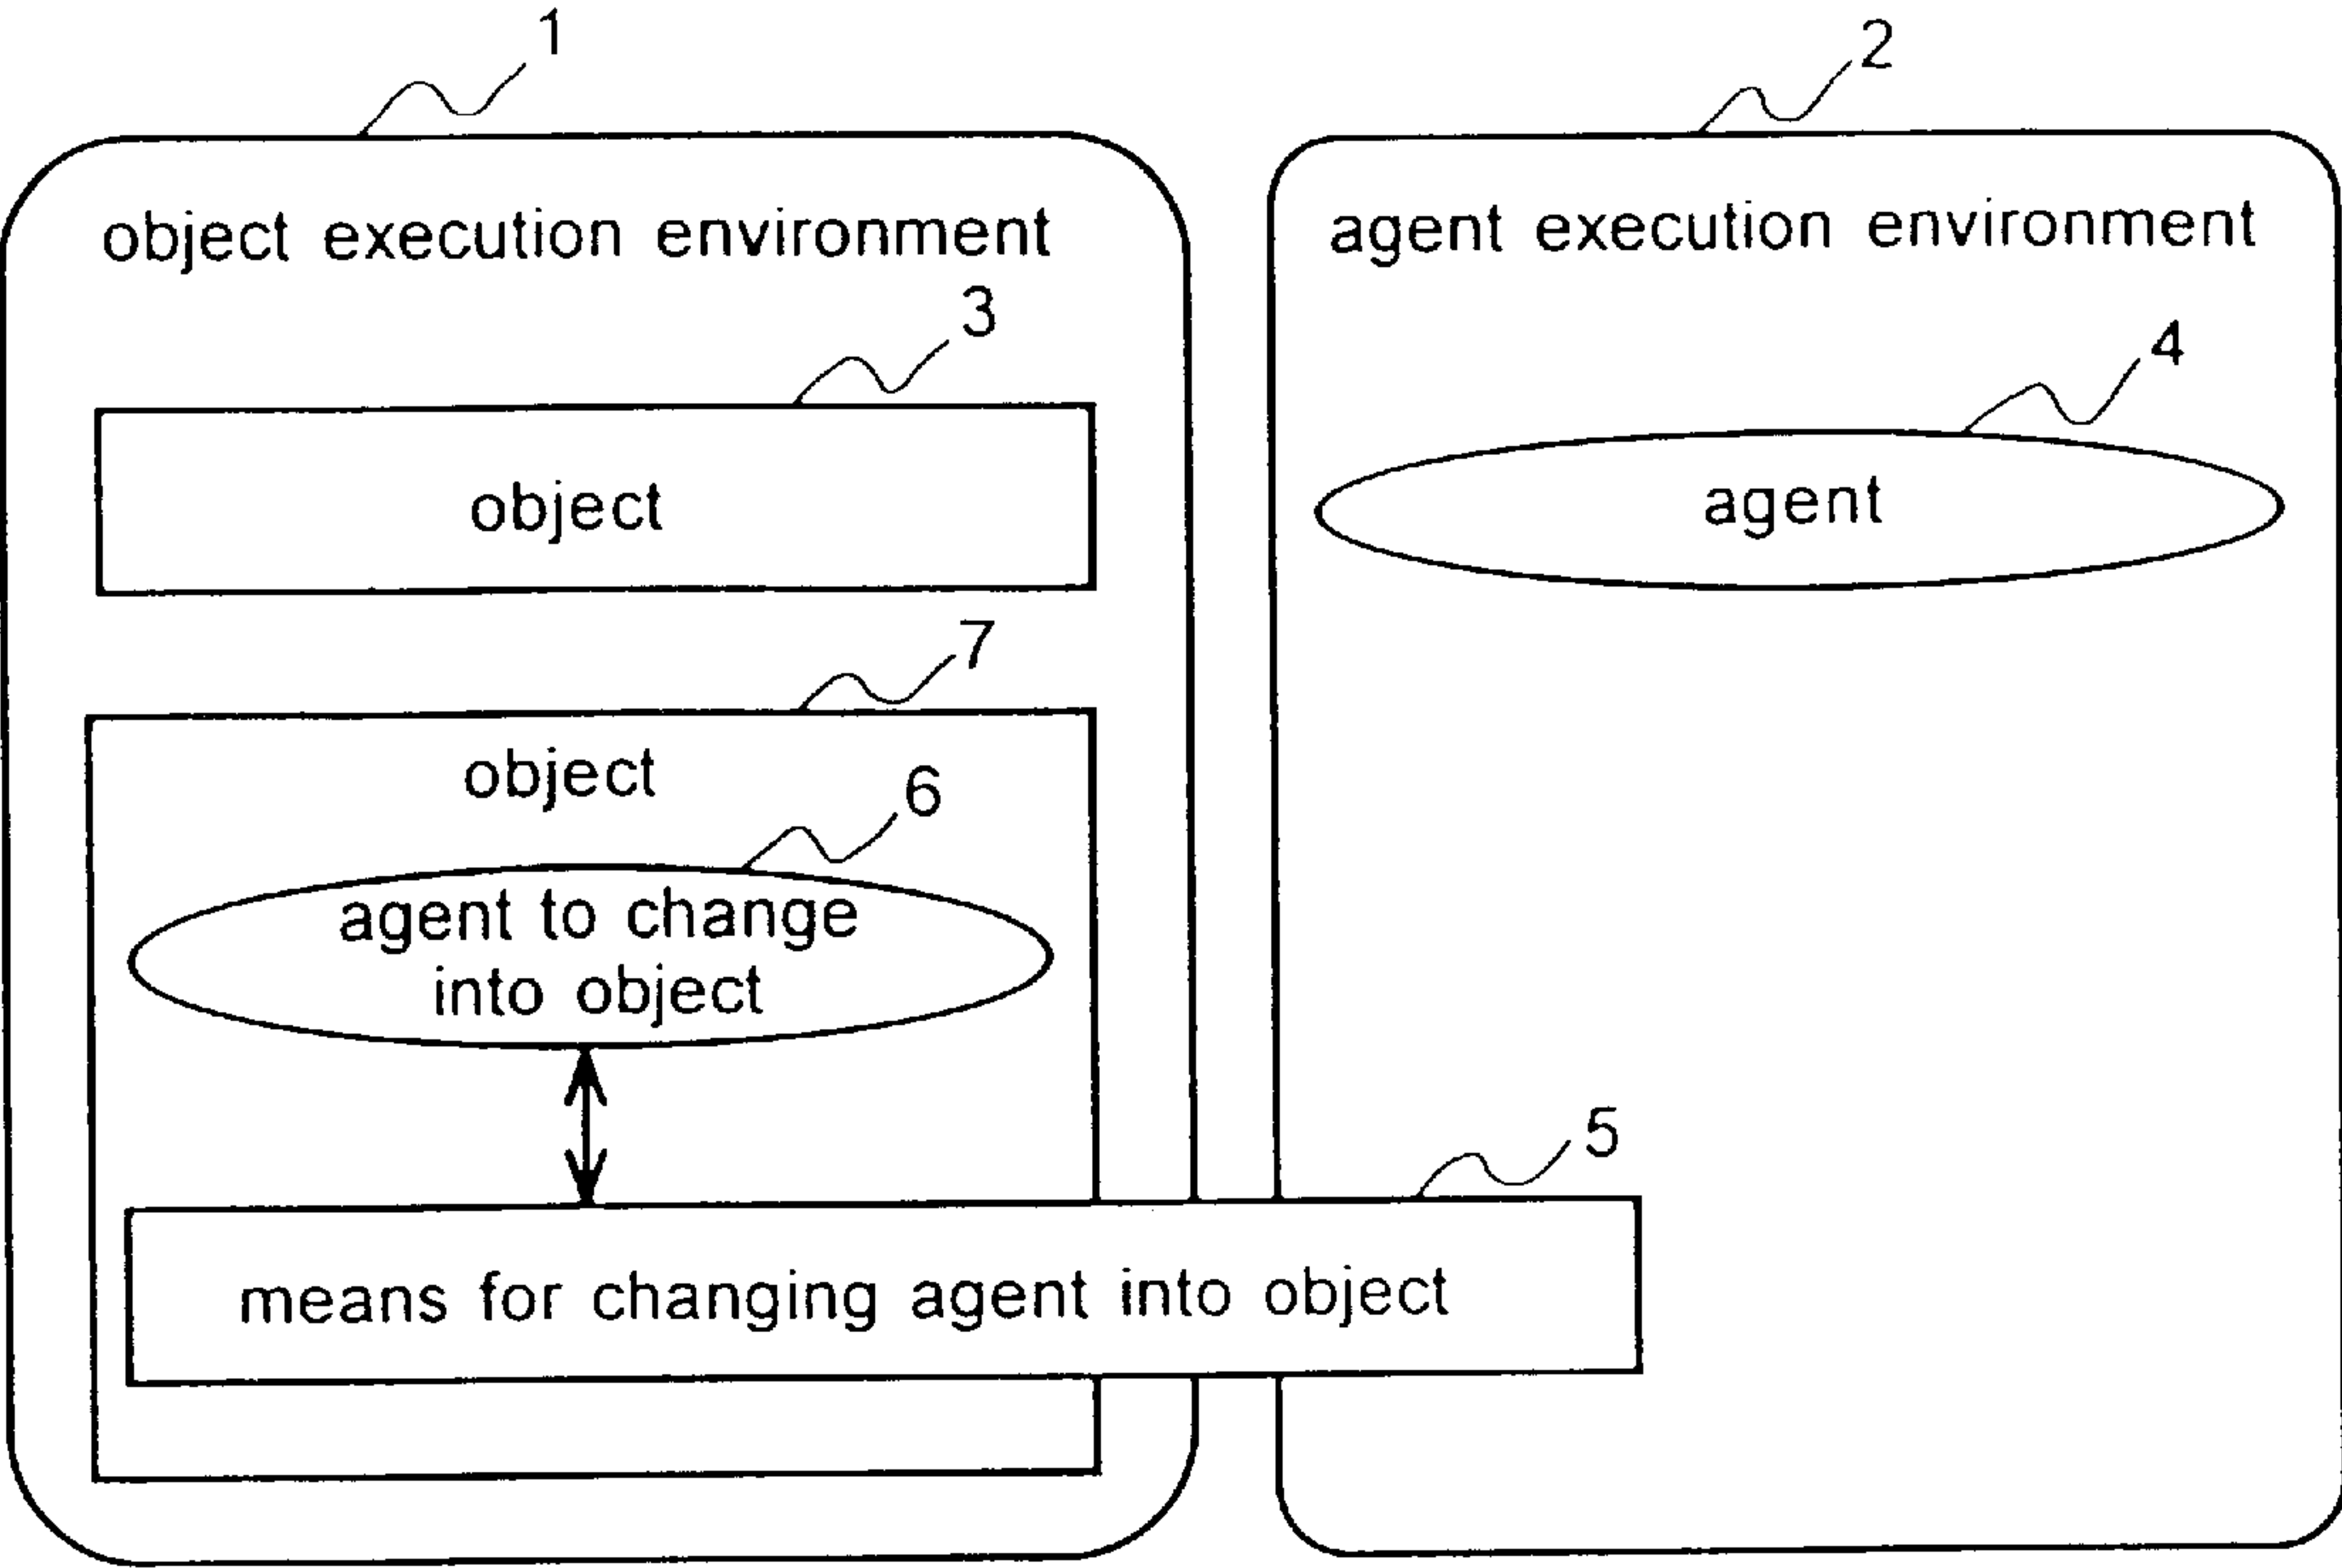 1
2
object execution environment
agent execution environment
3
4
object
agent
7
object
6
agent to change
into object
5
means for changing agent into object